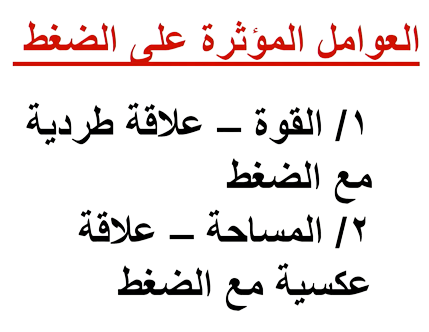 العوامل المؤثرة على الضغط
١/ القوة – علاقة طردية
مع الضغط
٢/ المساحة – علاقة
عكسية مع الضغط